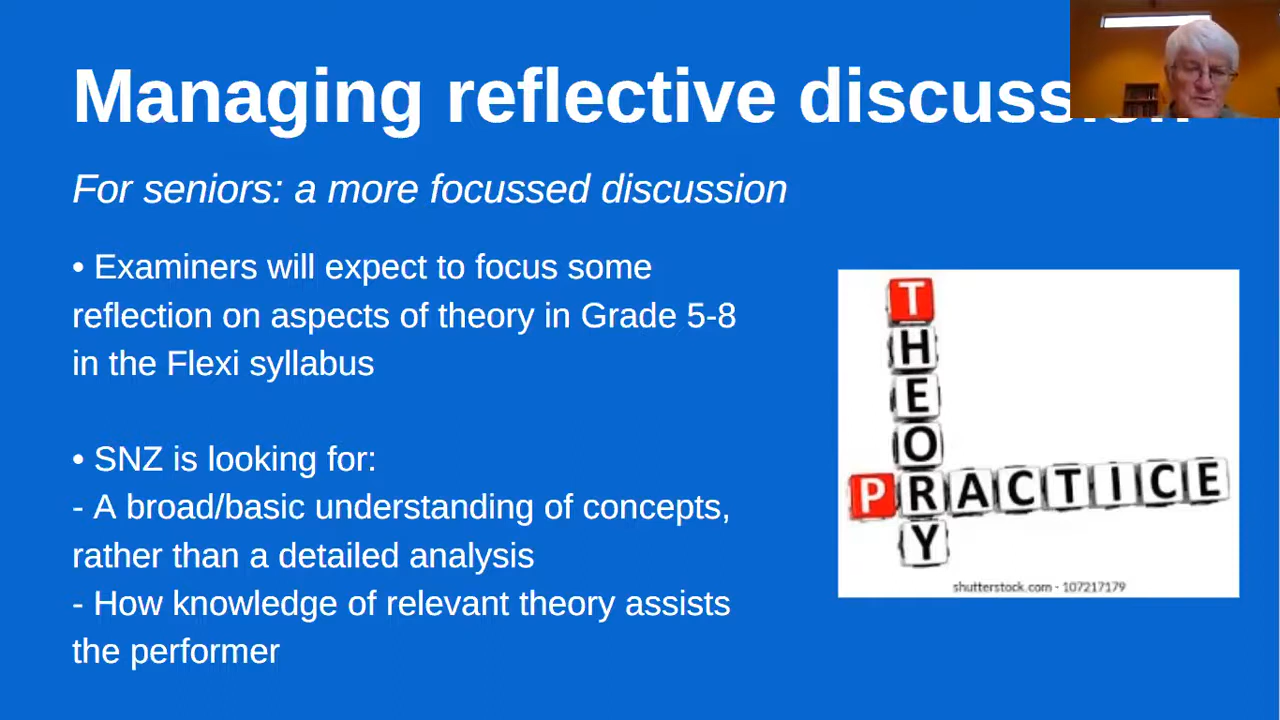 Managing reflective discussion
For seniors: a more focussed discussion
• Examiners will expect to focus some
reflection on aspects of theory in Grade 5-8
in the Flexi syllabus
• SNZ is looking for:
- A broad/basic understanding of concepts,
rather than a detailed analysis
- How knowledge of relevant theory assists
the performer
THEORY
PRACTICE
shutterstock.com - 107217179